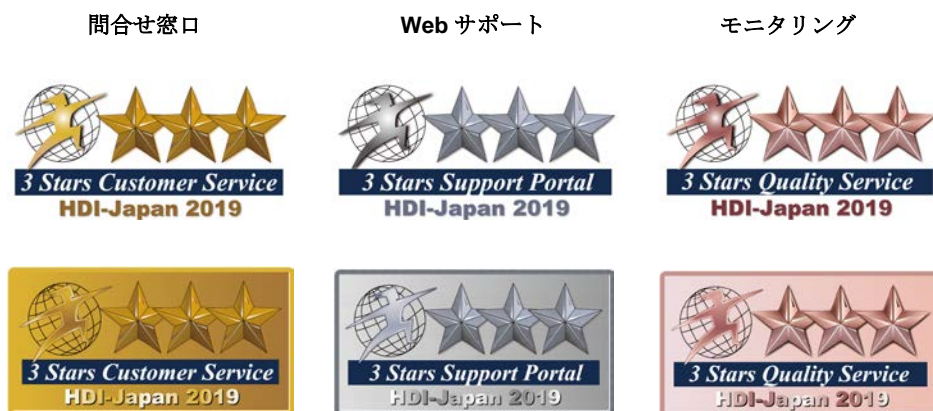 問合せ窓口
Web サポート
モニタリング
3 Stars Customer Service
HDI-Japan 2019
3 Stars Support Portal
HDI-Japan 2019
3 Stars Quality Service
HDI-Japan 2019
3 Stars Customer Service
HDI-Japan 2019
3 Stars Support Portal
HDI-Japan 2019
3 Stars Quality Service
HDI-Japan 2019